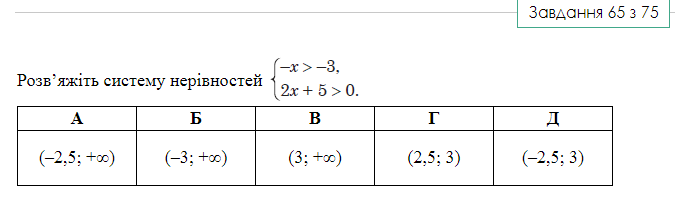 Завдання 65 з 75
Розв’яжіть систему нерівностей {–x > –3,
2x + 5 > 0.
А Б В Г Д
(–2,5; +∞) (–3; +∞) (3; +∞) (2,5; 3) (–2,5; 3)